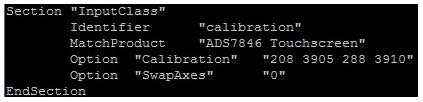 Section "InputClass"
        Identifier      "calibration"
        MatchProduct    "ADS7846 Touchscreen"
        Option  "Calibration"   "208 3905 288 3910"
        Option  "SwapAxes"      "0"
EndSection